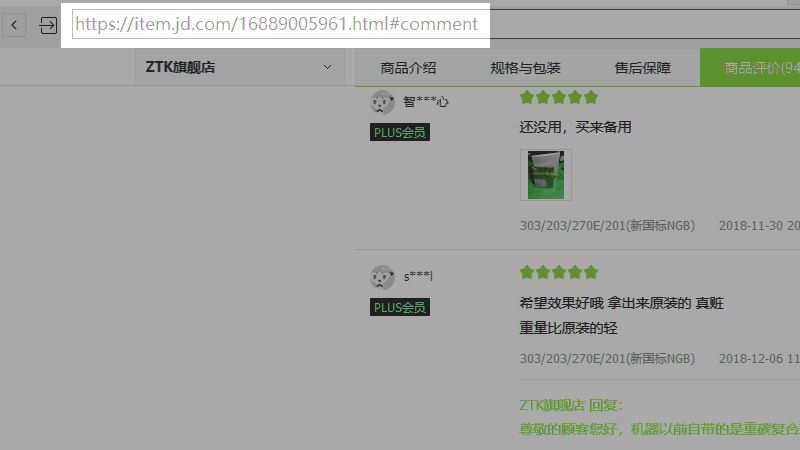 https://item.jd.com/16889005961.html#comment
ZTK旗舰店
商品介绍
规格与包装
售后保障
商品评价(94
智***心
PLUS会员
还没用，买来备用
303/203/270E/201(新国标NGB)
2018-11-30 20
s***l
PLUS会员
希望效果好哦 拿出来原装的 真赃
重量比原装的轻
303/203/270E/201(新国标NGB)
2018-12-06 11
ZTK旗舰店 回复：
尊敬的顾客您好，机器以前自带的是重碳复合